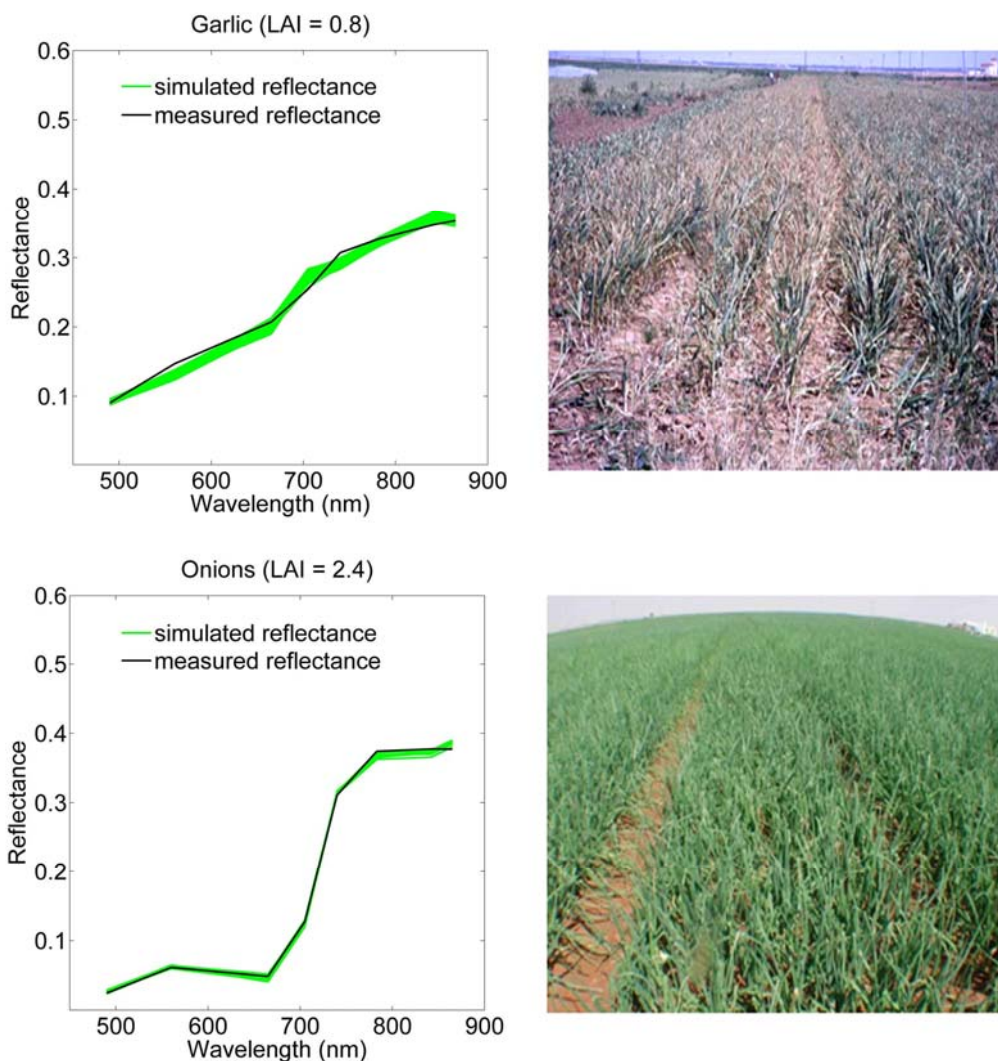 Garlic (LAI = 0.8)
0.6
0.5
0.4
0.3
0.2
0.1
simulated reflectance
measured reflectance
Reflectance
500 600 700 800 900
Wavelength (nm)
Onions (LAI = 2.4)
0.6
0.5
0.4
0.3
0.2
0.1
simulated reflectance
measured reflectance
Reflectance
500 600 700 800 900
Wavelength (nm)